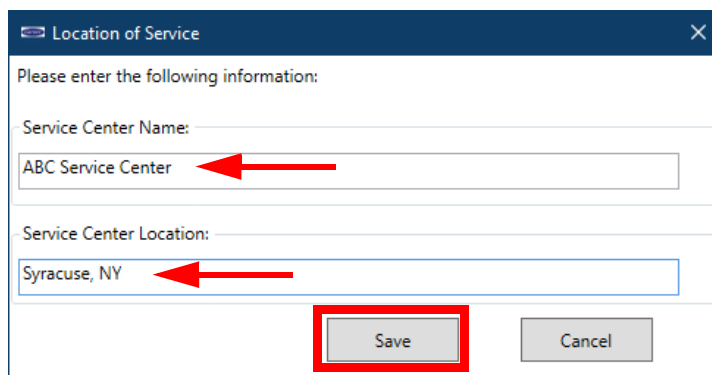 Location of Service
Please enter the following information:
Service Center Name:
ABC Service Center
Service Center Location:
Syracuse, NY
Save Cancel